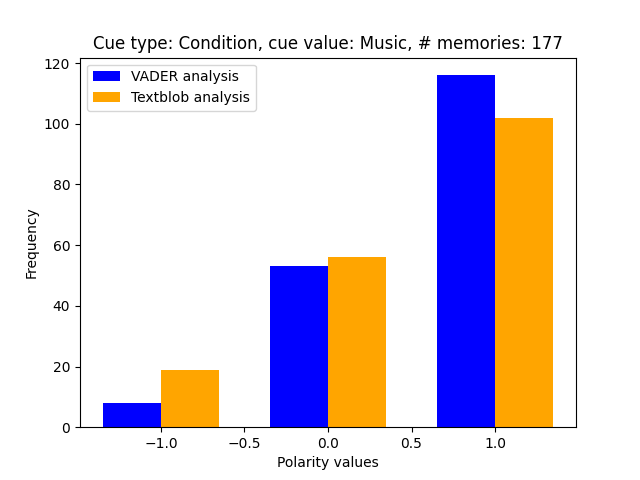 Cue type: Condition, cue value: Music, # memories: 177
VADER analysis
Textblob analysis
120
100
80
60
40
20
0
Frequency
−1.0 −0.5 0.0 0.5 1.0
Polarity values